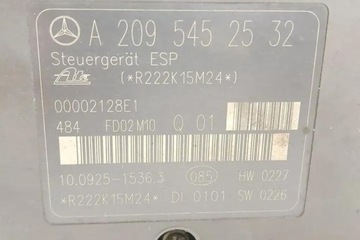 A 209 545 25 32
Steuergerät ESP
Ate (*R222K15M24*)
00002128E1
484 FD02M10 Q 01
10.0925-1536.3 085 HW 0227
*R222K15M24* DI 0101 SW 0226